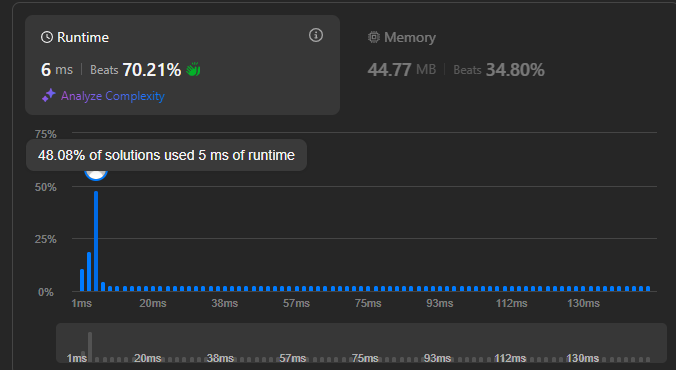 Runtime
6 ms | Beats 70.21%
Analyze Complexity
Memory
44.77 MB | Beats 34.80%
75%
48.08% of solutions used 5 ms of runtime
50%
25%
0%
1ms 20ms 38ms 57ms 75ms 93ms 112ms 130ms
1ms 20ms 38ms 57ms 75ms 93ms 112ms 130ms